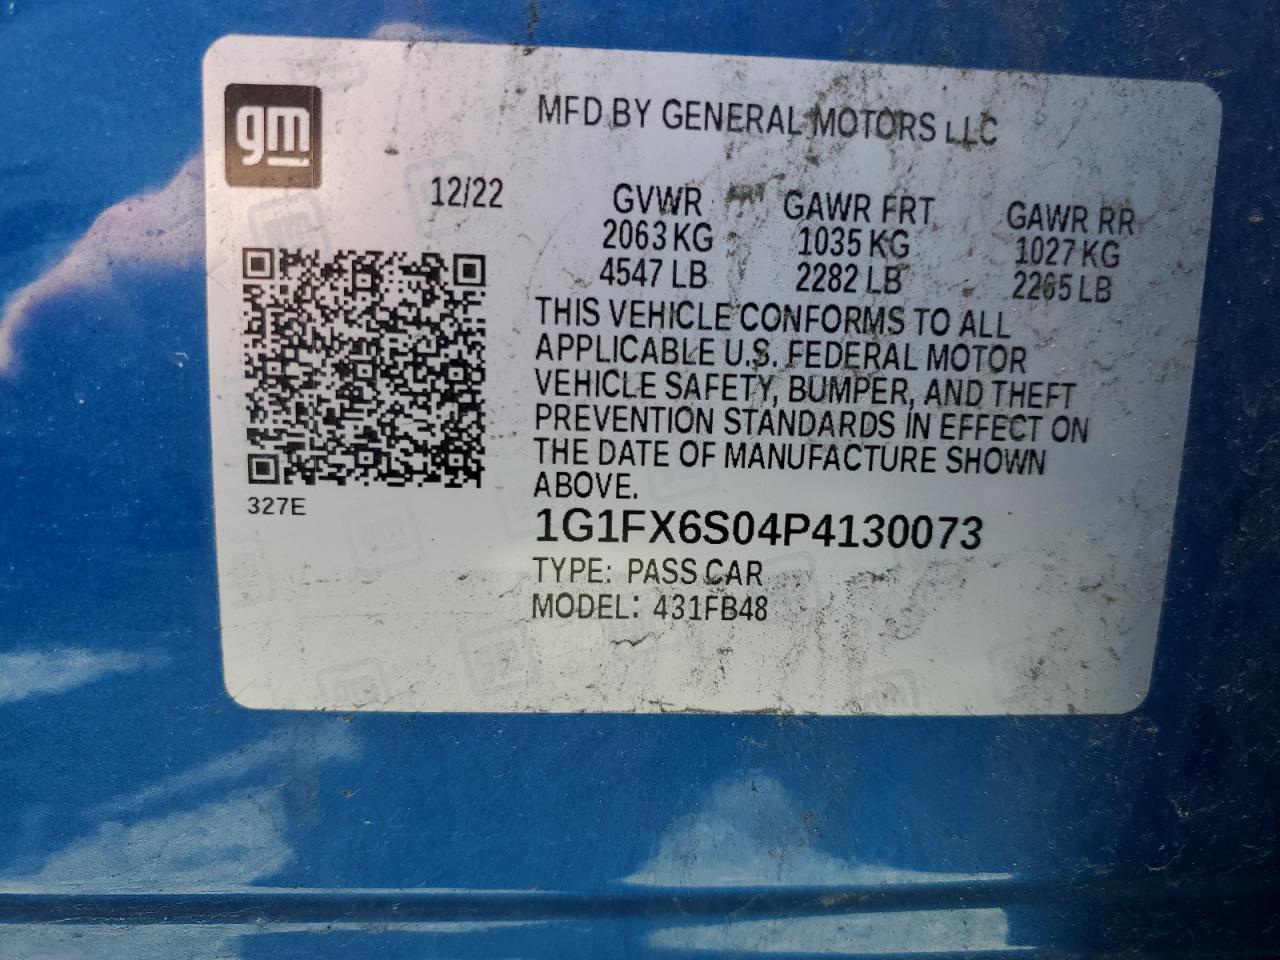 gm
MFD BY GENERAL MOTORS LLC
12/22
GVWR
2063 KG
4547 LB
GAWR FRT
1035 KG
2282 LB
GAWR RR
1027 KG
2265 LB
THIS VEHICLE CONFORMS TO ALL
APPLICABLE U.S. FEDERAL MOTOR
VEHICLE SAFETY, BUMPER, AND THEFT
PREVENTION STANDARDS IN EFFECT ON
THE DATE OF MANUFACTURE SHOWN
ABOVE.
327E
1G1FX6S04P4130073
TYPE: PASS CAR
MODEL: 431FB48